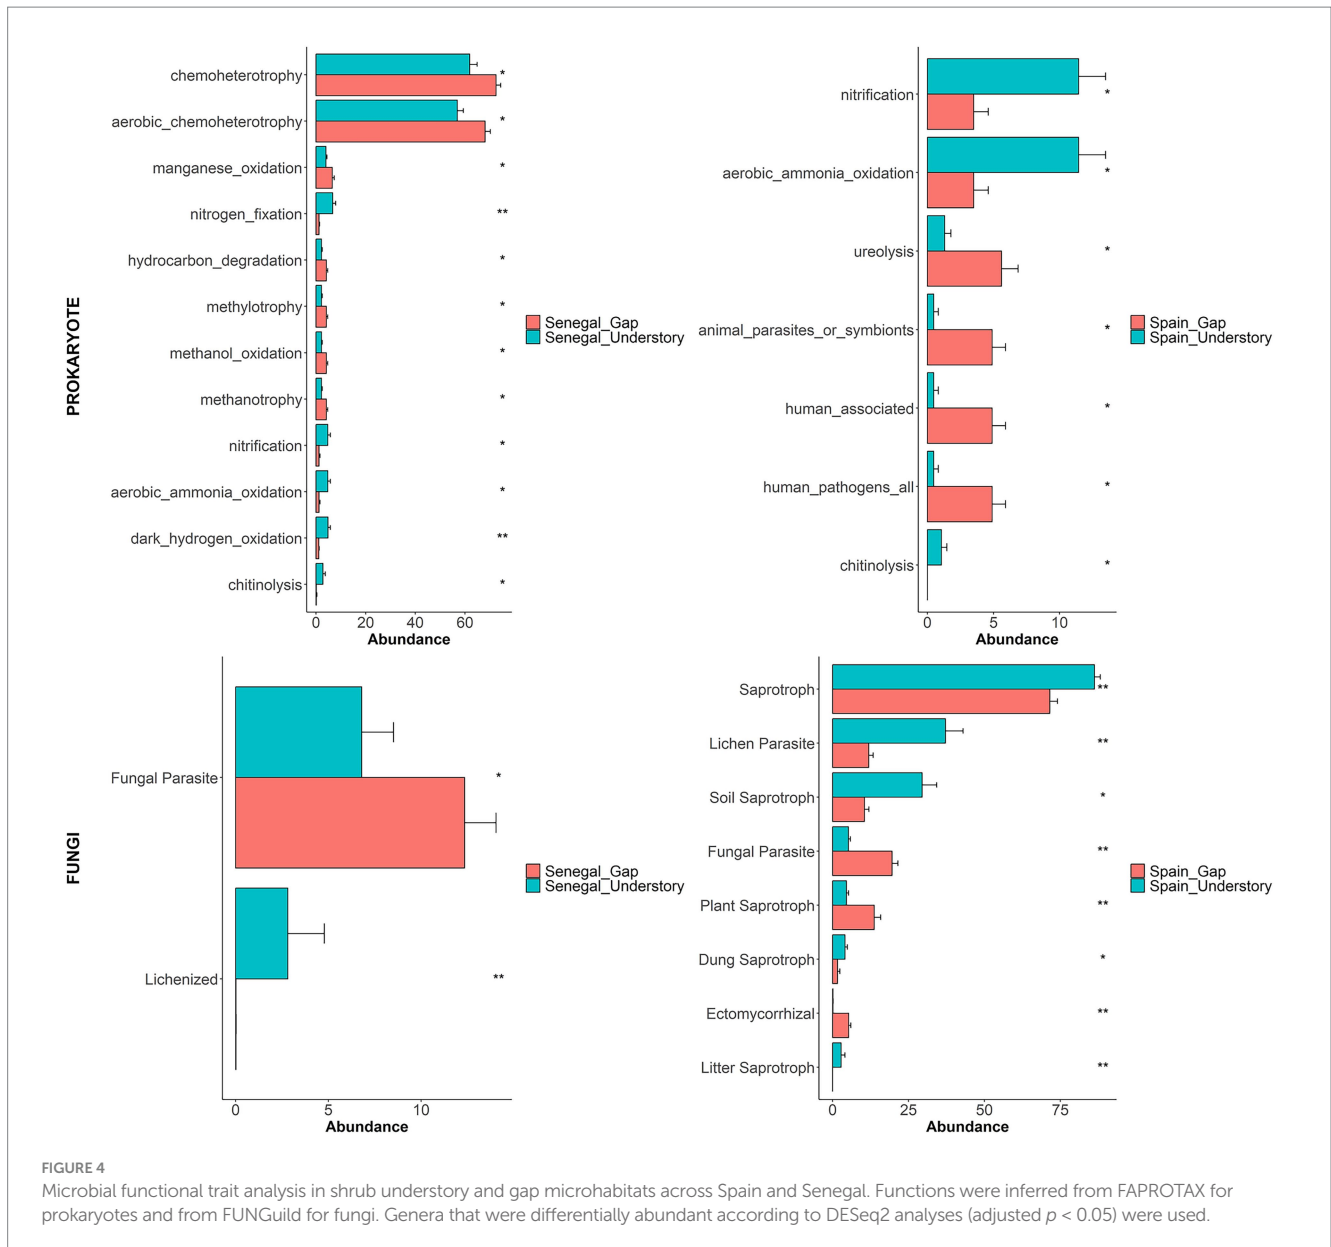 PROKARYOTE
chemoheterotrophy *
aerobic_chemoheterotrophy *
manganese_oxidation *
nitrogen_fixation **
hydrocarbon_degradation *
methylotrophy *
methanol_oxidation *
methanotrophy *
nitrification *
aerobic_ammonia_oxidation *
dark_hydrogen_oxidation **
chitinolysis *
0 20 40 60
Abundance
Senegal_Gap
Senegal_Understory
nitrification *
aerobic_ammonia_oxidation *
ureolysis *
animal_parasites_or_symbionts *
human_associated *
human_pathogens_all *
chitinolysis *
0 5 10
Abundance
Spain_Gap
Spain_Understory
FUNGI
Fungal Parasite *
Lichenized **
0 5 10
Abundance
Senegal_Gap
Senegal_Understory
Saprotroph **
Lichen Parasite **
Soil Saprotroph *
Fungal Parasite **
Plant Saprotroph **
Dung Saprotroph *
Ectomycorrhizal **
Litter Saprotroph **
0 25 50 75
Abundance
Spain_Gap
Spain_Understory
FIGURE 4
Microbial functional trait analysis in shrub understory and gap microhabitats across Spain and Senegal. Functions were inferred from FAPROTAX for
prokaryotes and from FUNGuild for fungi. Genera that were differentially abundant according to DESeq2 analyses (adjusted p < 0.05) were used.